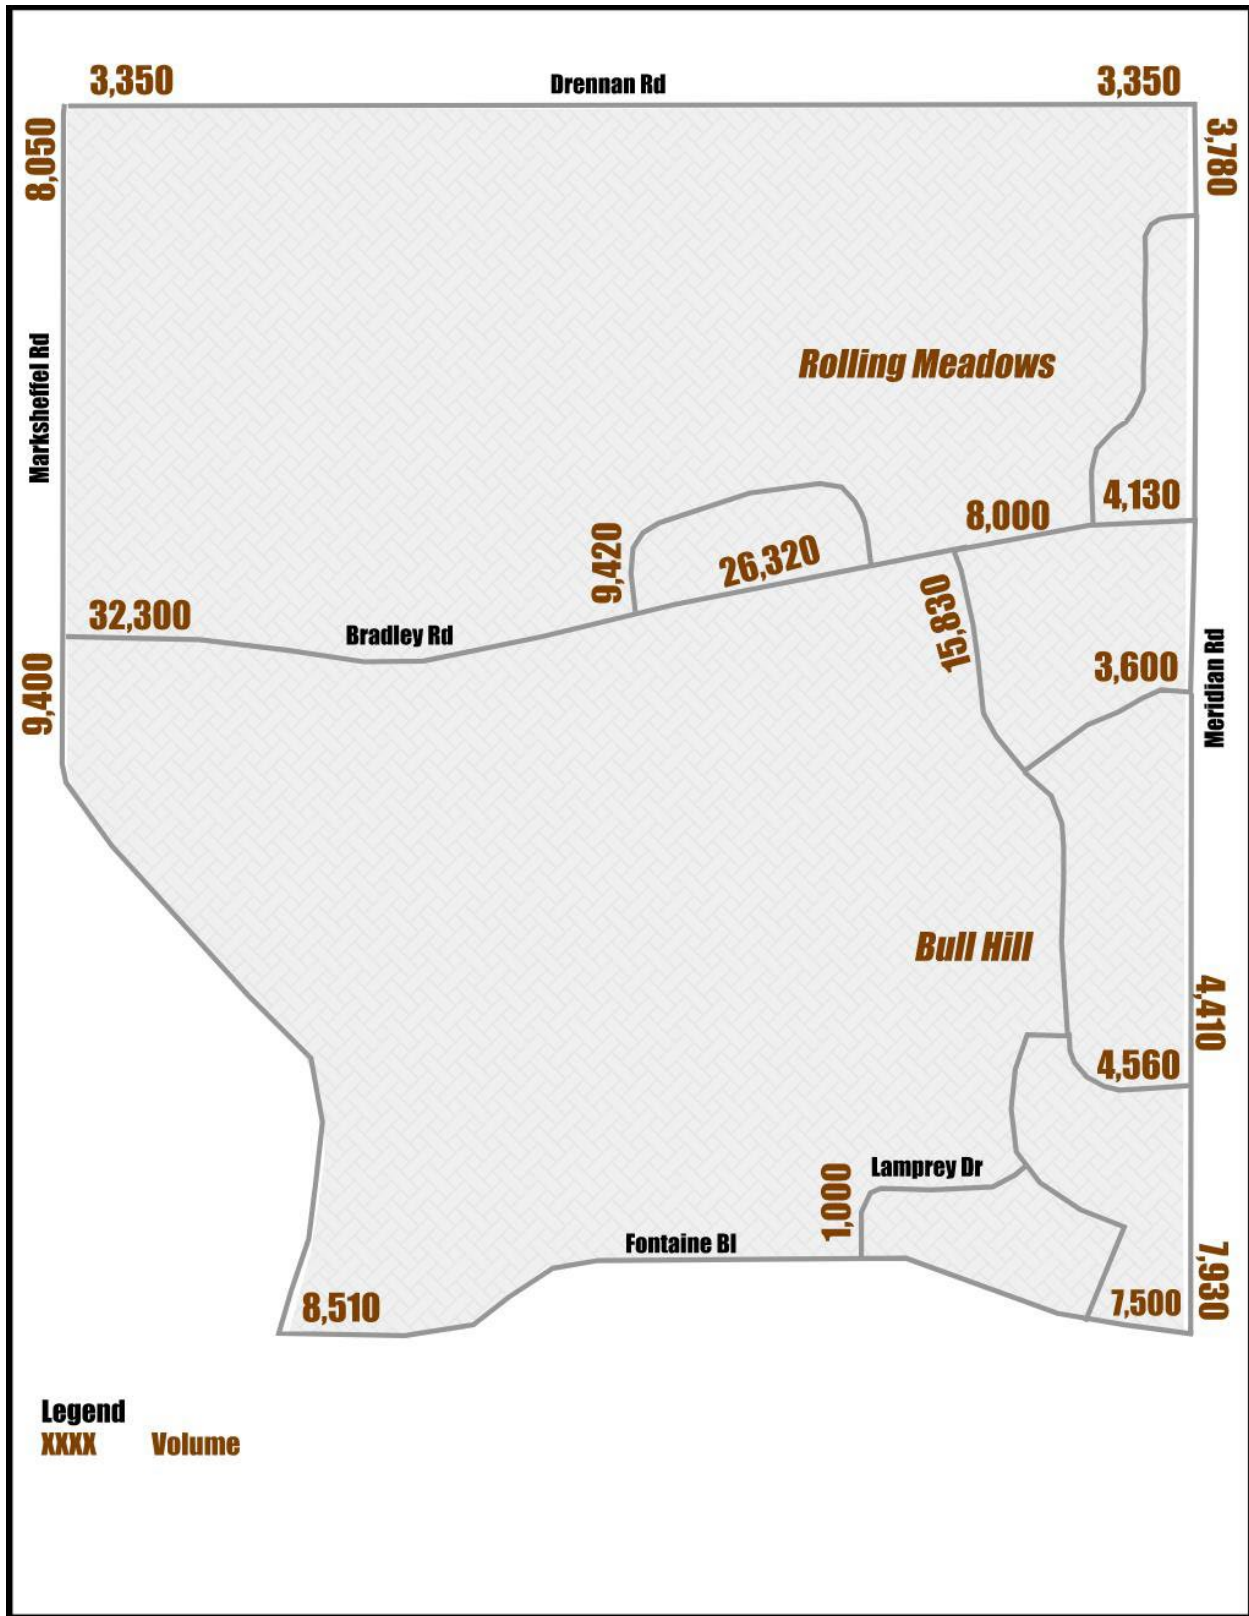 3,350
Drennan Rd
3,350
8,050
3,780
Marksheffel Rd
Rolling Meadows
4,130
8,000
9,420
26,320
32,300
Bradley Rd
15,830
3,600
Meridian Rd
9,400
Bull Hill
4,410
4,560
Lamprey Dr
1,000
Fontaine Bl
7,930
8,510
7,500
Legend
XXXX Volume